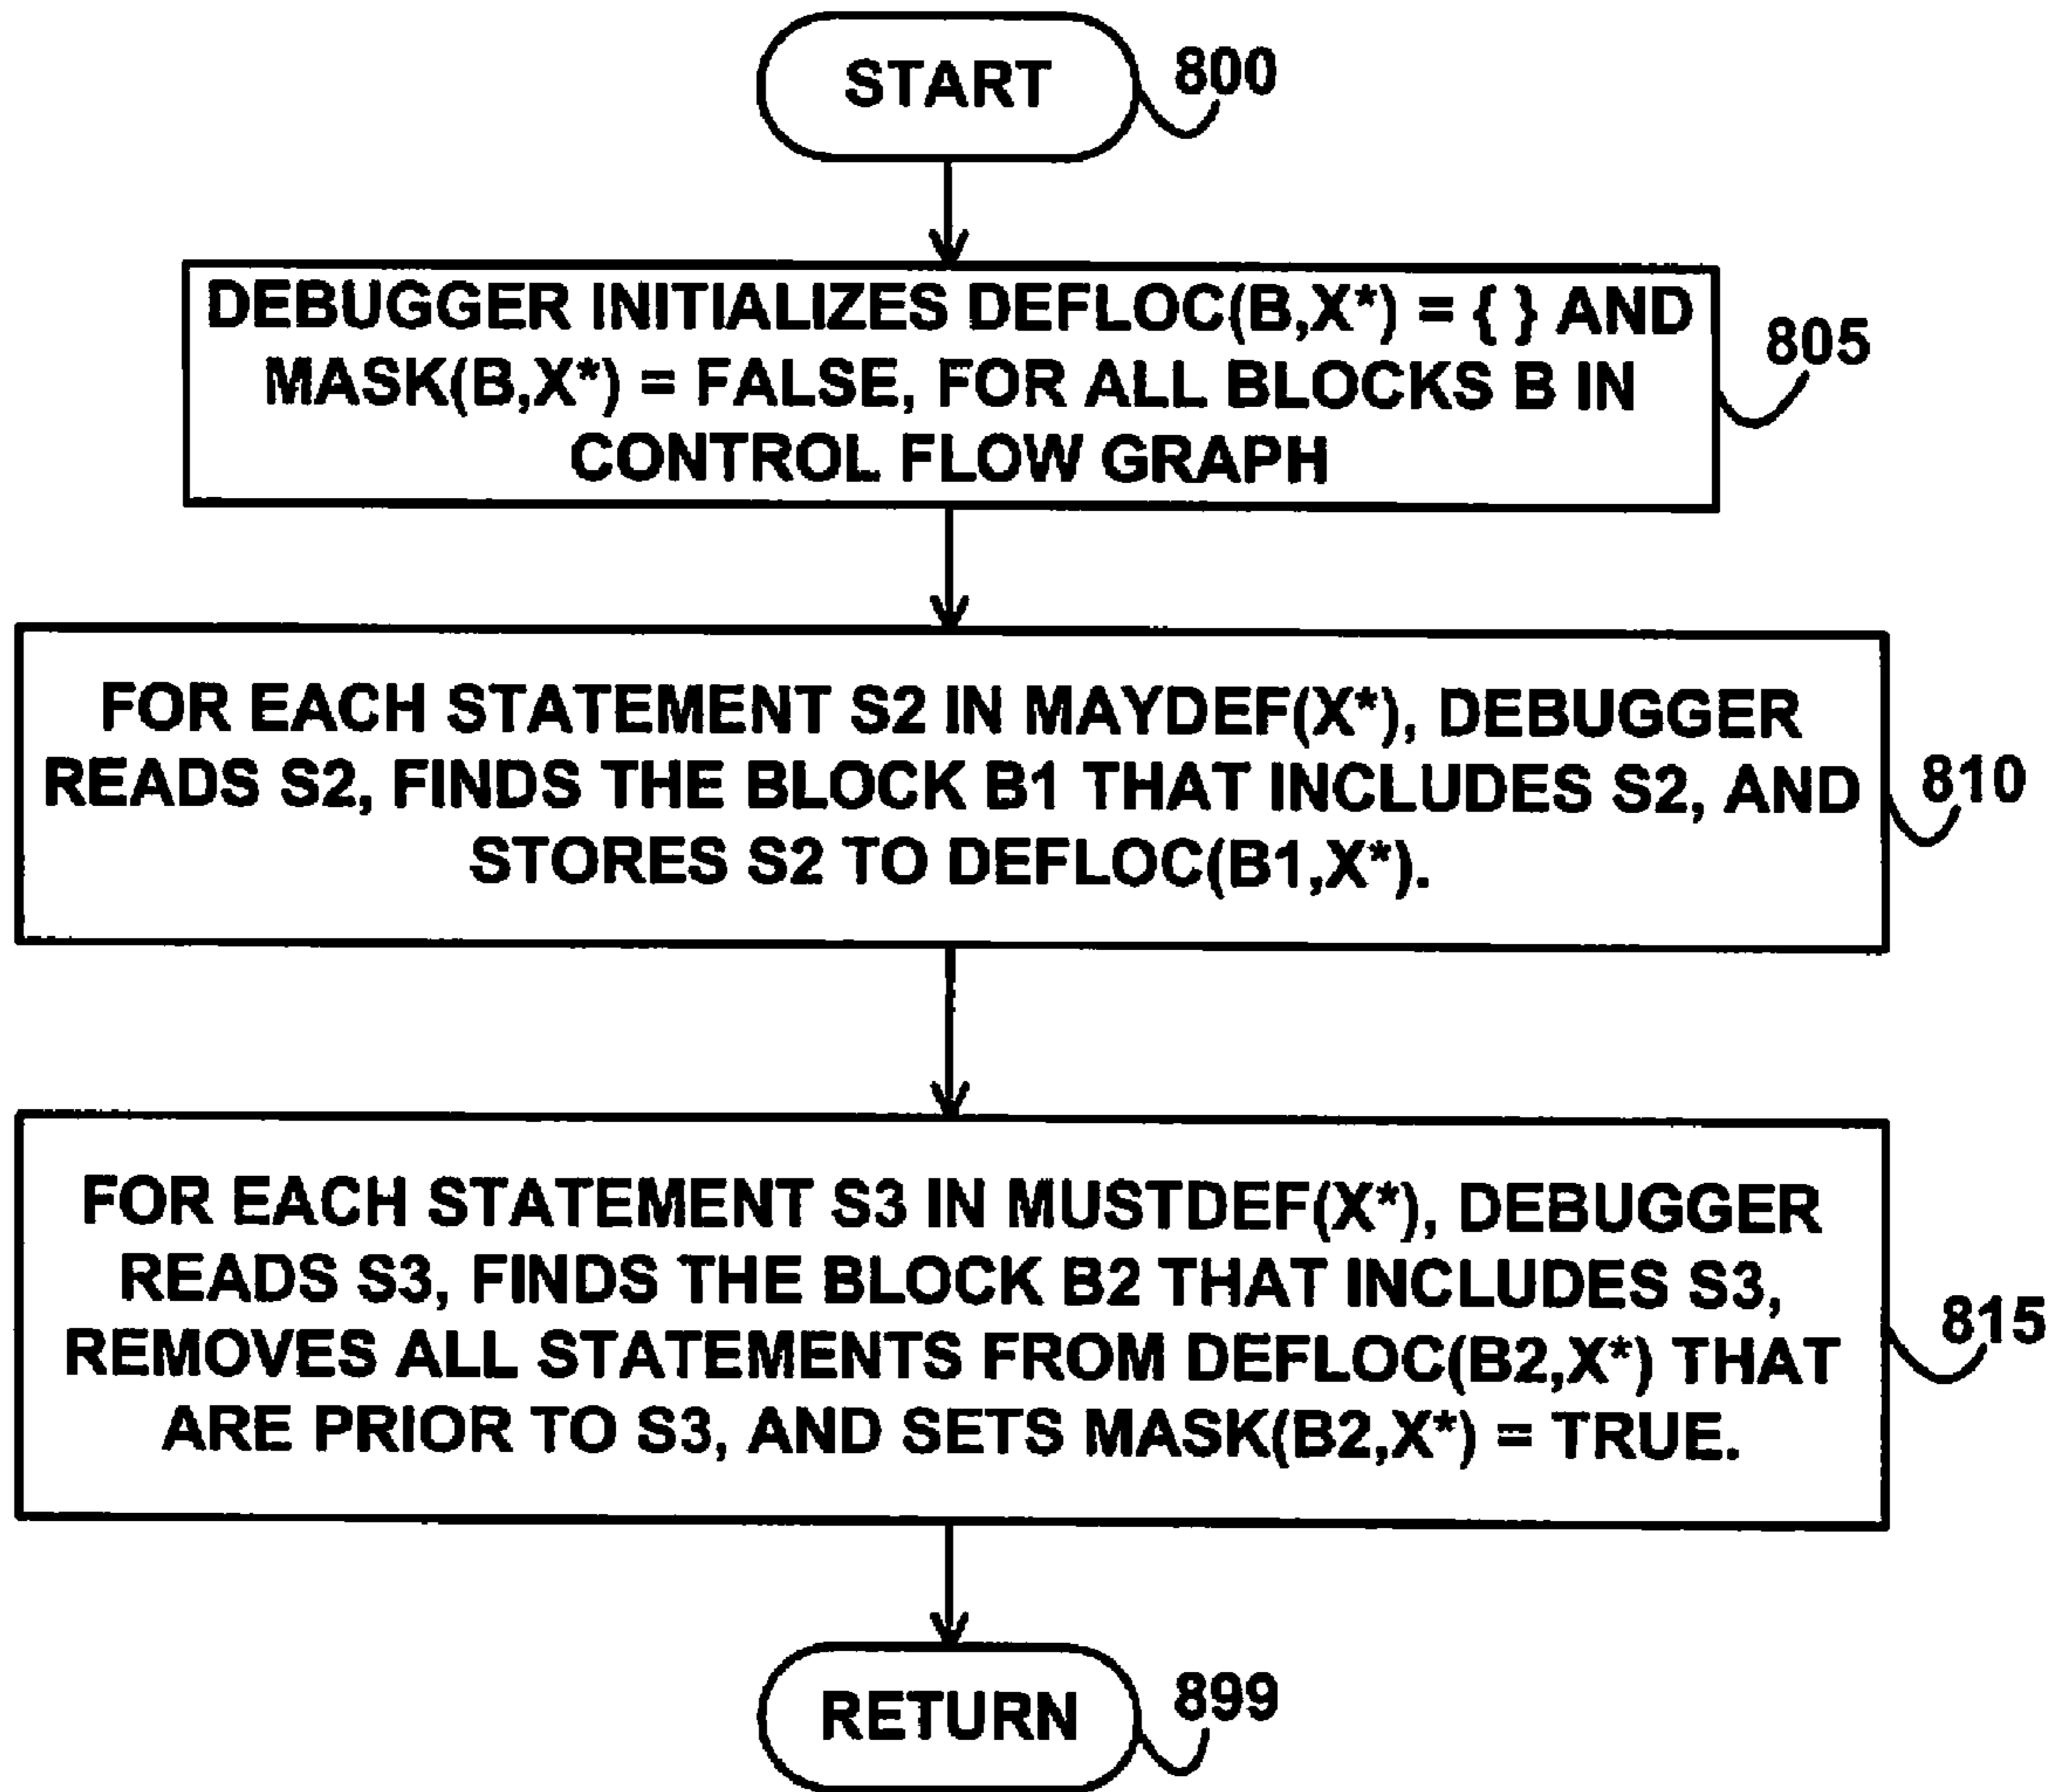 START
800
DEBUGGER INITIALIZES DEFLOC(B,X*) = { } AND
MASK(B,X*) = FALSE, FOR ALL BLOCKS B IN
CONTROL FLOW GRAPH
805
FOR EACH STATEMENT S2 IN MAYDEF(X*), DEBUGGER
READS S2, FINDS THE BLOCK B1 THAT INCLUDES S2, AND
STORES S2 TO DEFLOC(B1,X*).
810
FOR EACH STATEMENT S3 IN MUSTDEF(X*), DEBUGGER
READS S3, FINDS THE BLOCK B2 THAT INCLUDES S3,
REMOVES ALL STATEMENTS FROM DEFLOC(B2,X*) THAT
ARE PRIOR TO S3, AND SETS MASK(B2,X*) = TRUE.
815
RETURN
899